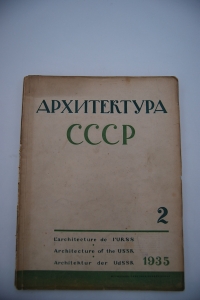 АРХИТЕКТУРА
СССР
2
L'architecture de l'URSS
Architecture of the USSR
Architektur der UdSSR
1935